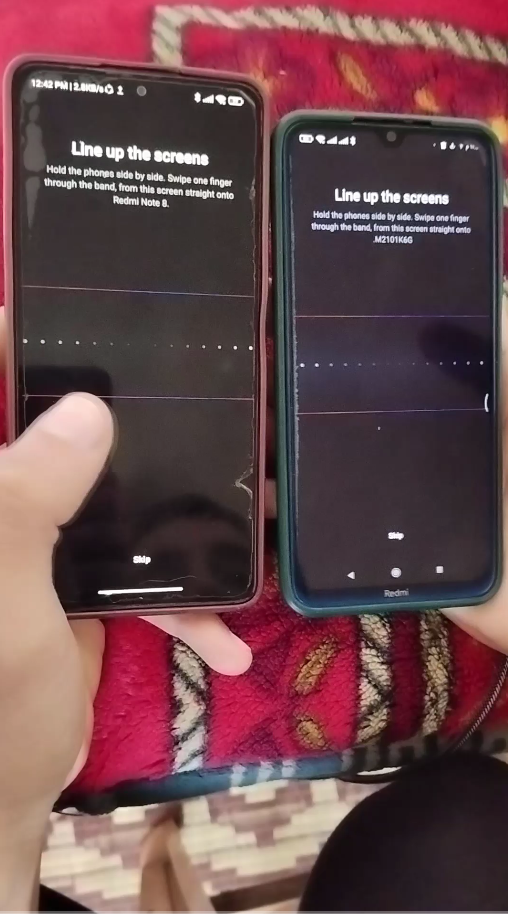 12:42 PM | 2.8KB/s
Line up the screens
Hold the phones side by side. Swipe one finger
through the band, from this screen straight onto
Redmi Note 8.
Skip
Line up the screens
Hold the phones side by side. Swipe one finger
through the band, from this screen straight onto
.M2101K6G
Skip
Redmi